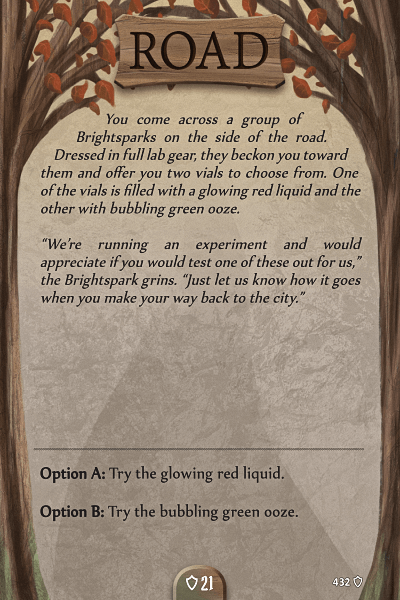 ROAD
You come across a group of
Brightsparks on the side of the road.
Dressed in full lab gear, they beckon you toward
them and offer you two vials to choose from. One
of the vials is filled with a glowing red liquid and the
other with bubbling green ooze.
“We’re running an experiment and would
appreciate if you would test one of these out for us,”
the Brightspark grins. “Just let us know how it goes
when you make your way back to the city.”
Option A: Try the glowing red liquid.
Option B: Try the bubbling green ooze.
21
432